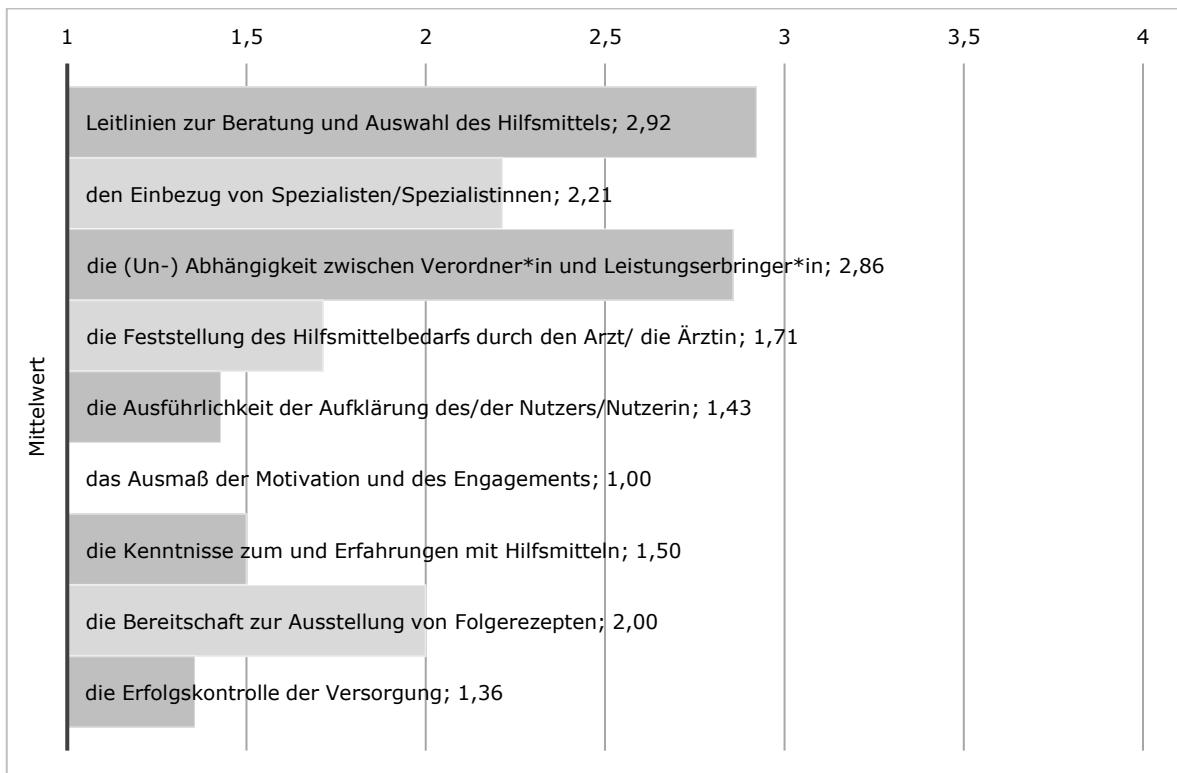 1 1,5 2 2,5 3 3,5 4
Leitlinien zur Beratung und Auswahl des Hilfsmittels; 2,92
den Einbezug von Spezialisten/Spezialistinnen; 2,21
die (Un-) Abhängigkeit zwischen Verordner*in und Leistungserbringer*in; 2,86
die Feststellung des Hilfsmittelbedarfs durch den Arzt/ die Ärztin; 1,71
die Ausführlichkeit der Aufklärung des/der Nutzers/Nutzerin; 1,43
das Ausmaß der Motivation und des Engagements; 1,00
die Kenntnisse zum und Erfahrungen mit Hilfsmitteln; 1,50
die Bereitschaft zur Ausstellung von Folgerezepten; 2,00
die Erfolgskontrolle der Versorgung; 1,36
Mittelwert